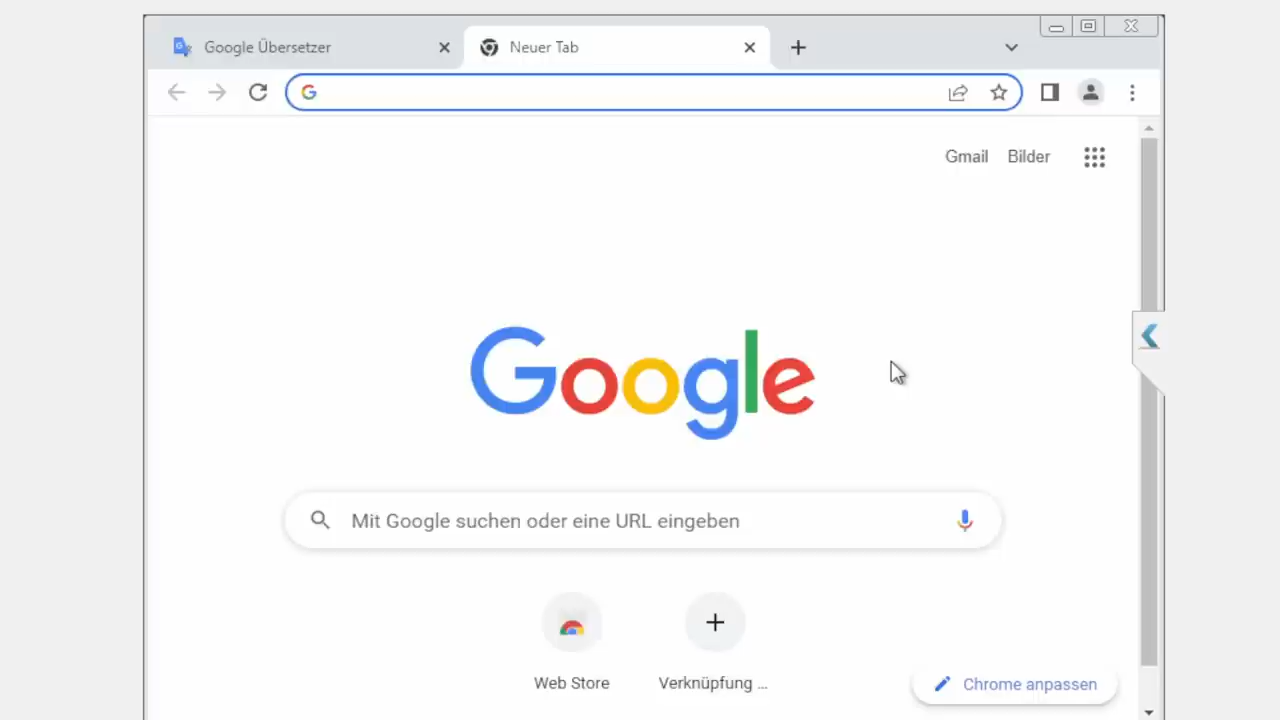 Google Übersetzer
Neuer Tab
Gmail Bilder
Google
Mit Google suchen oder eine URL eingeben
Web Store
Verknüpfung ...
Chrome anpassen